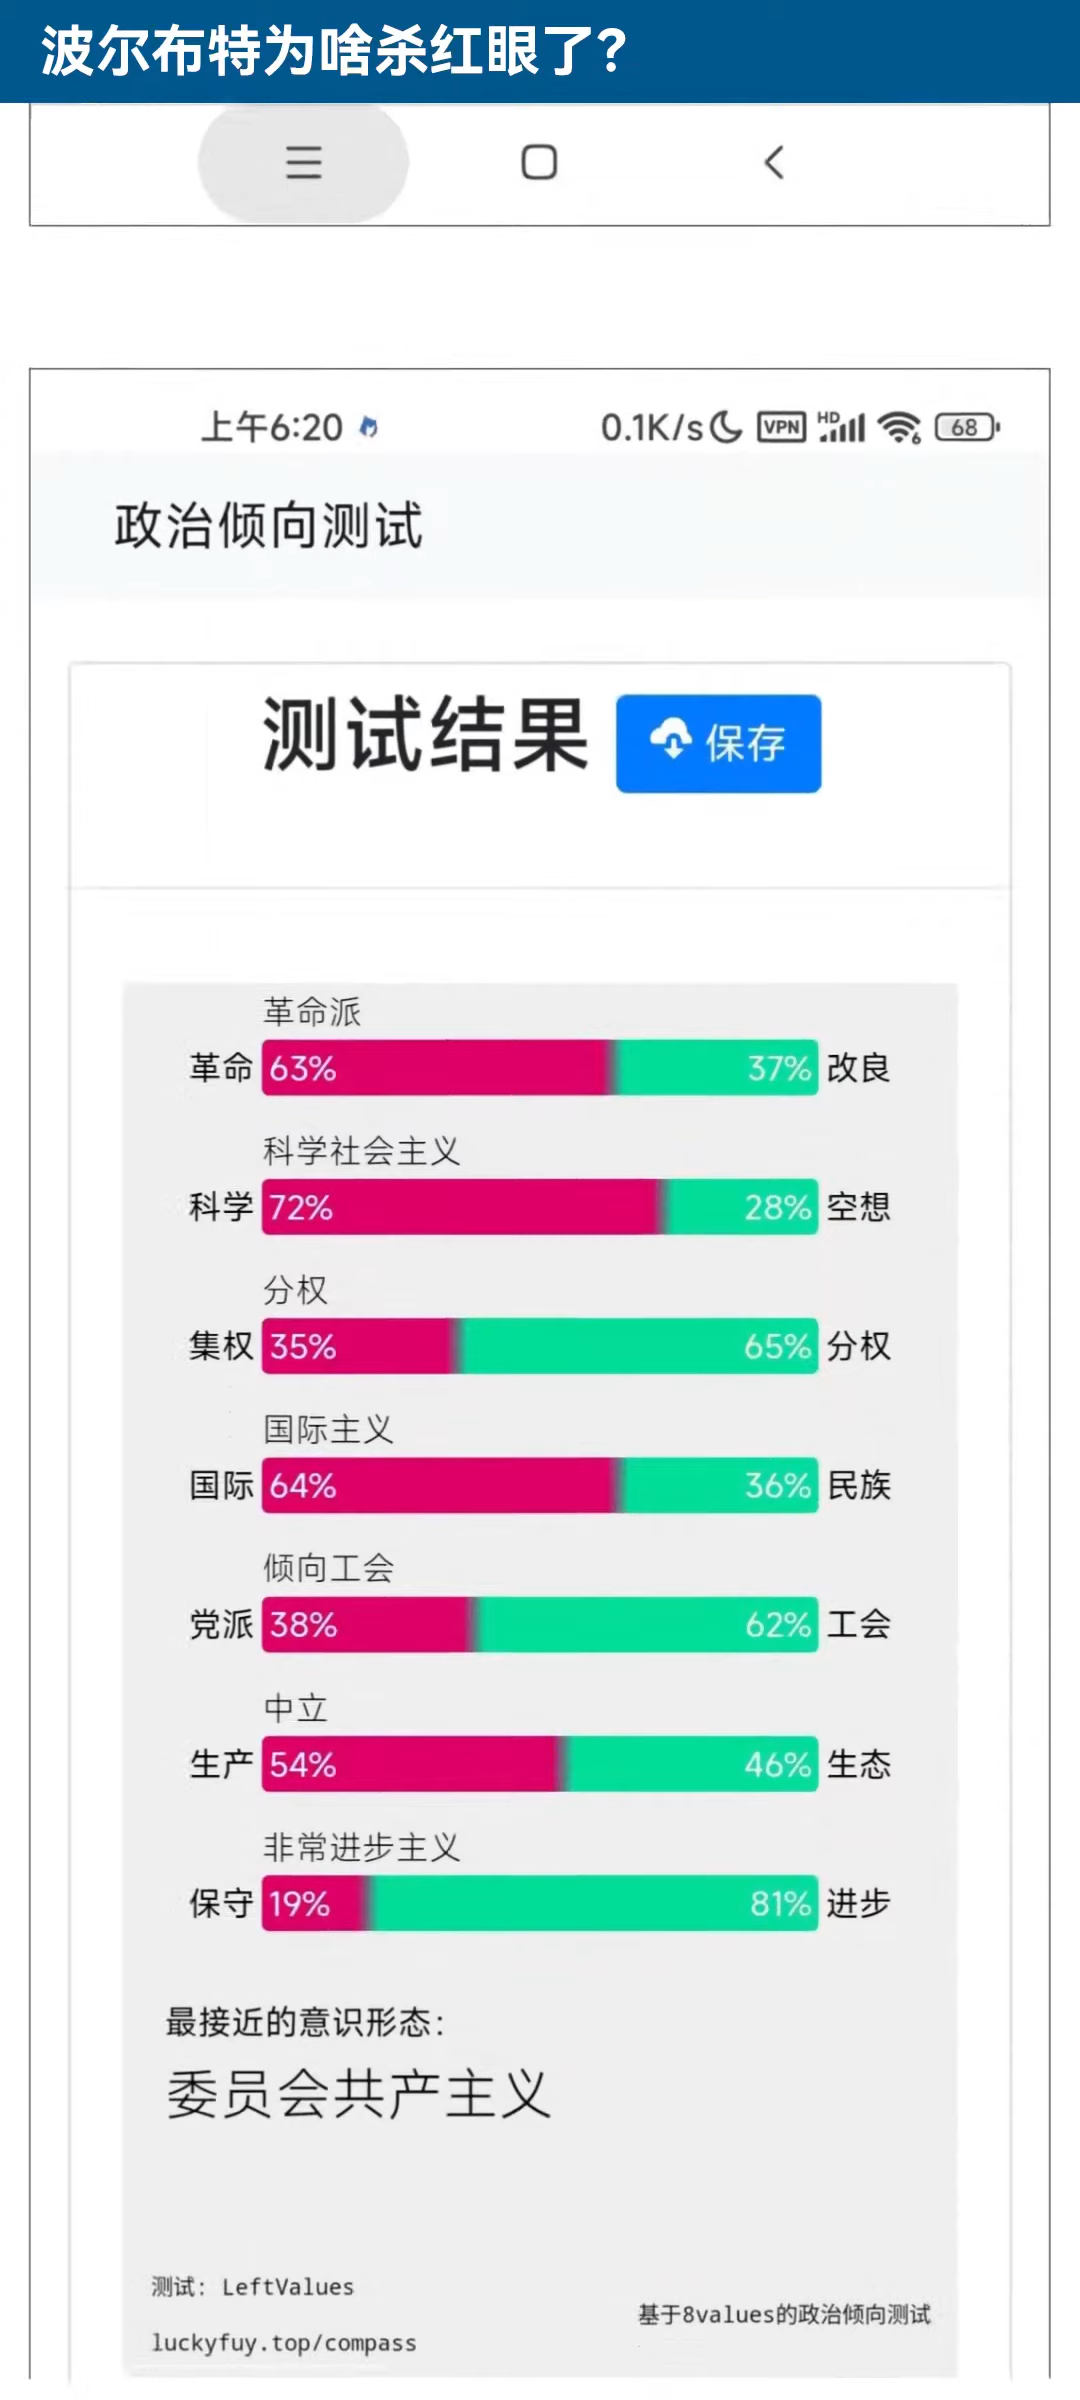 波尔布特为啥杀红眼了？
上午6:20
0.1K/s VPN HD 6 68
政治倾向测试
测试结果
保存
革命派
革命 63% 37% 改良
科学社会主义
科学 72% 28% 空想
分权
集权 35% 65% 分权
国际主义
国际 64% 36% 民族
倾向工会
党派 38% 62% 工会
中立
生产 54% 46% 生态
非常进步主义
保守 19% 81% 进步
最接近的意识形态：
委员会共产主义
测试：LeftValues
基于8values的政治倾向测试
luckyfuy.top/compass